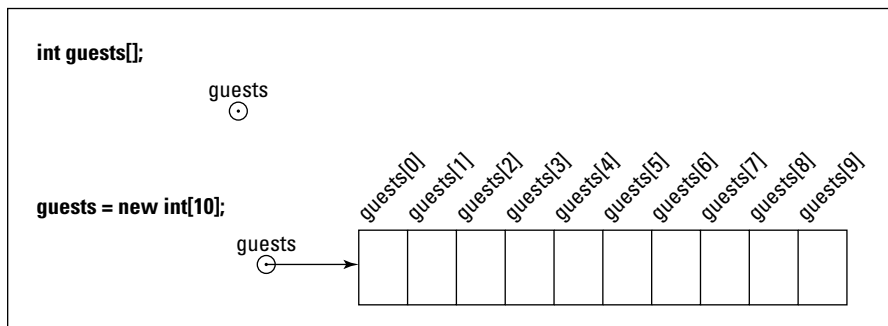 int guests[];
guests
guests[0] guests[1] guests[2] guests[3] guests[4] guests[5] guests[6] guests[7] guests[8] guests[9]
guests = new int[10];
guests